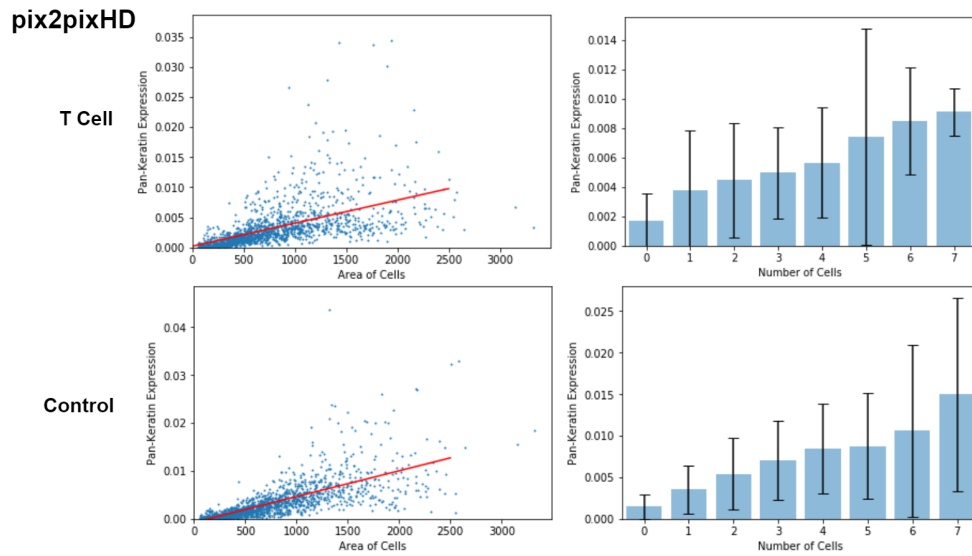 pix2pixHD
T Cell
Pan-Keratin Expression
0.035
0.030
0.025
0.020
0.015
0.010
0.005
0.000
0 500 1000 1500 2000 2500 3000
Area of Cells
Pan-Keratin Expression
0.014
0.012
0.010
0.008
0.006
0.004
0.002
0.000
0 1 2 3 4 5 6 7
Number of Cells
Control
Pan-Keratin Expression
0.04
0.03
0.02
0.01
0.00
0 500 1000 1500 2000 2500 3000
Area of Cells
Pan-Keratin Expression
0.025
0.020
0.015
0.010
0.005
0.000
0 1 2 3 4 5 6 7
Number of Cells